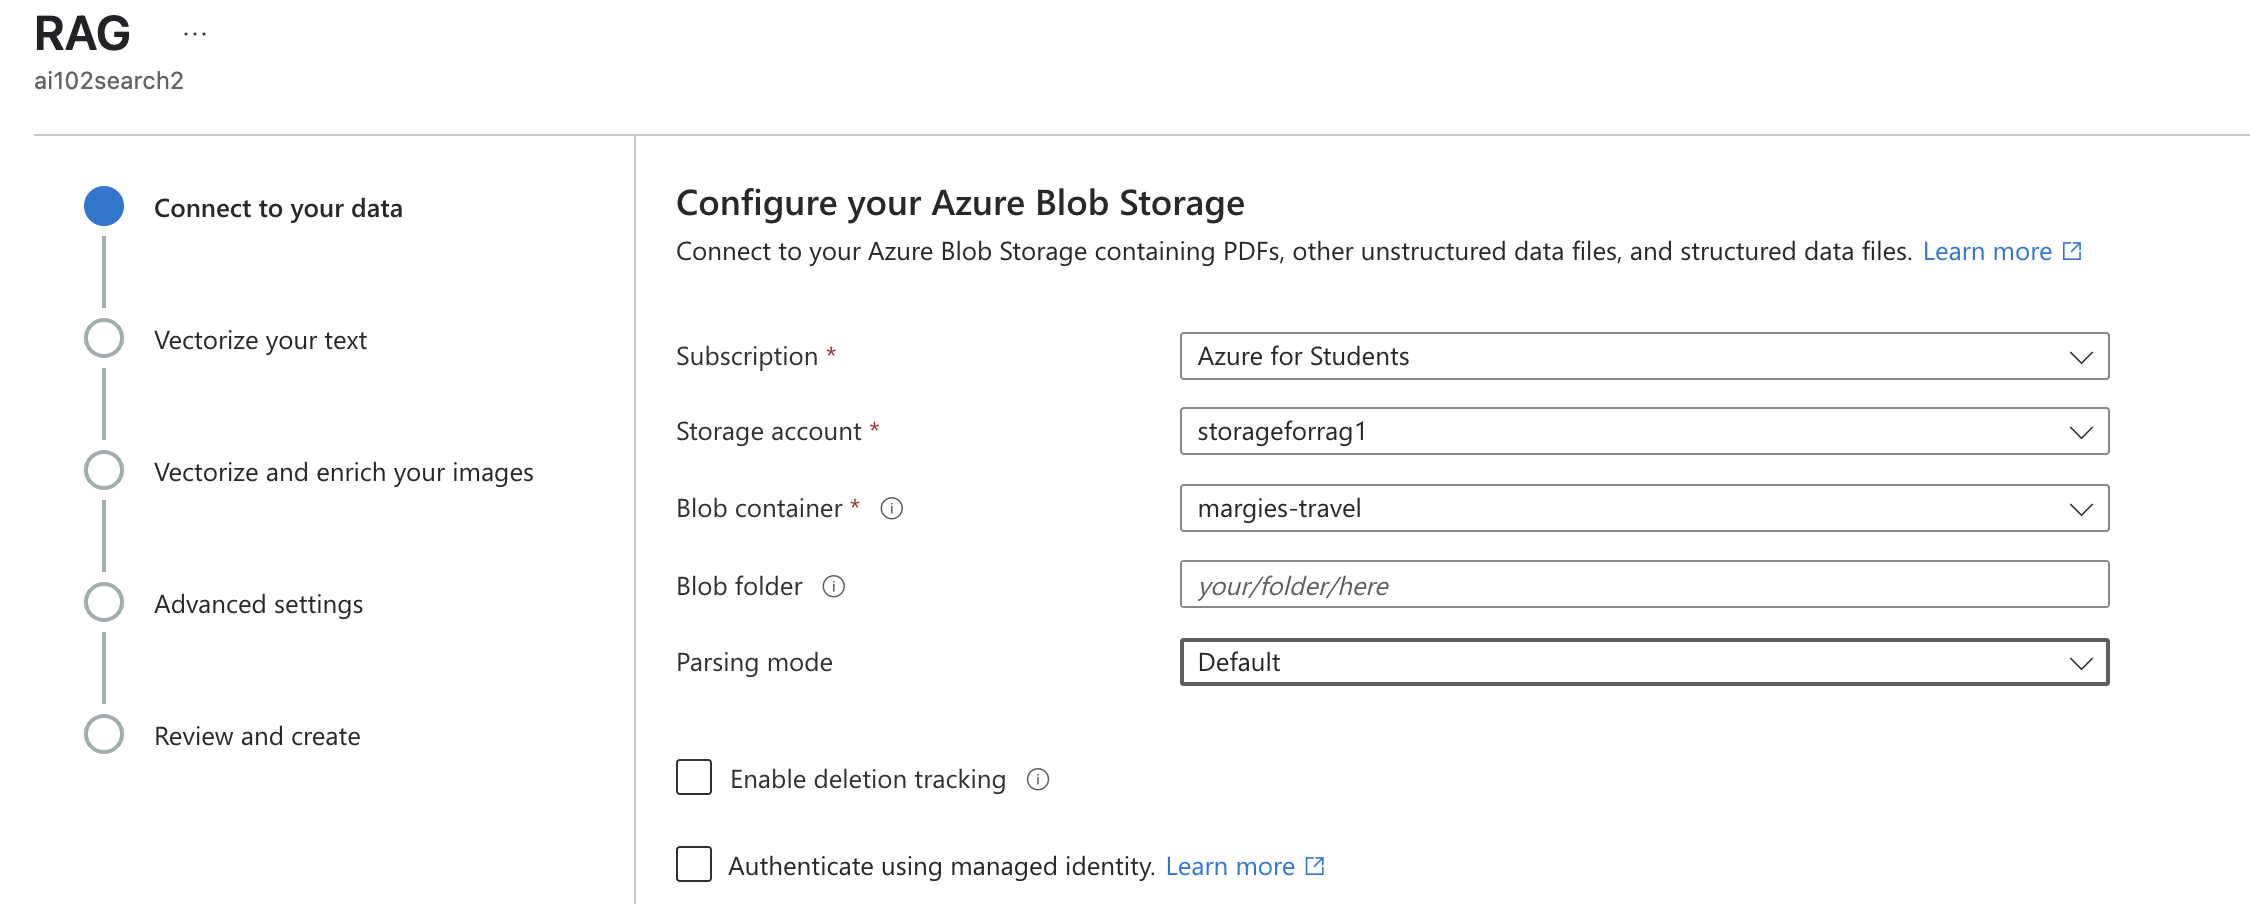 RAG ...
ai102search2
Connect to your data
Vectorize your text
Vectorize and enrich your images
Advanced settings
Review and create
Configure your Azure Blob Storage
Connect to your Azure Blob Storage containing PDFs, other unstructured data files, and structured data files. Learn more
Subscription * Azure for Students
Storage account * storageforrag1
Blob container * margies-travel
Blob folder your/folder/here
Parsing mode Default
Enable deletion tracking
Authenticate using managed identity. Learn more